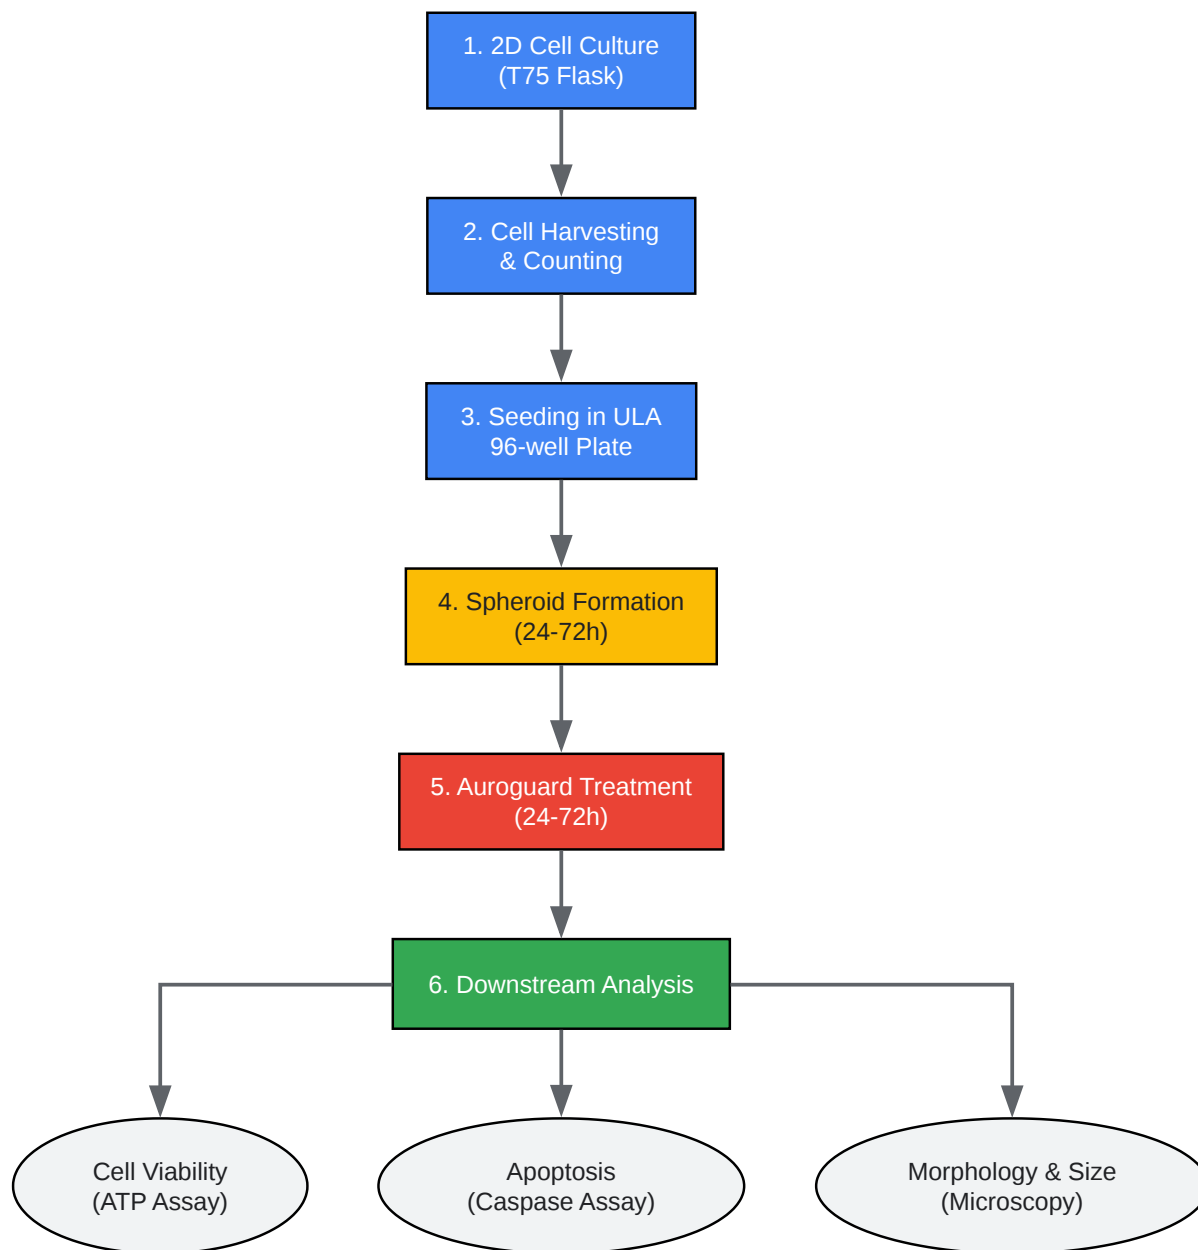 1. 2D Cell Culture
(T75 Flask)
2. Cell Harvesting
& Counting
3. Seeding in ULA
96-well Plate
4. Spheroid Formation
(24-72h)
5. Auroguard Treatment
(24-72h)
6. Downstream Analysis
Cell Viability
(ATP Assay)
Apoptosis
(Caspase Assay)
Morphology & Size
(Microscopy)